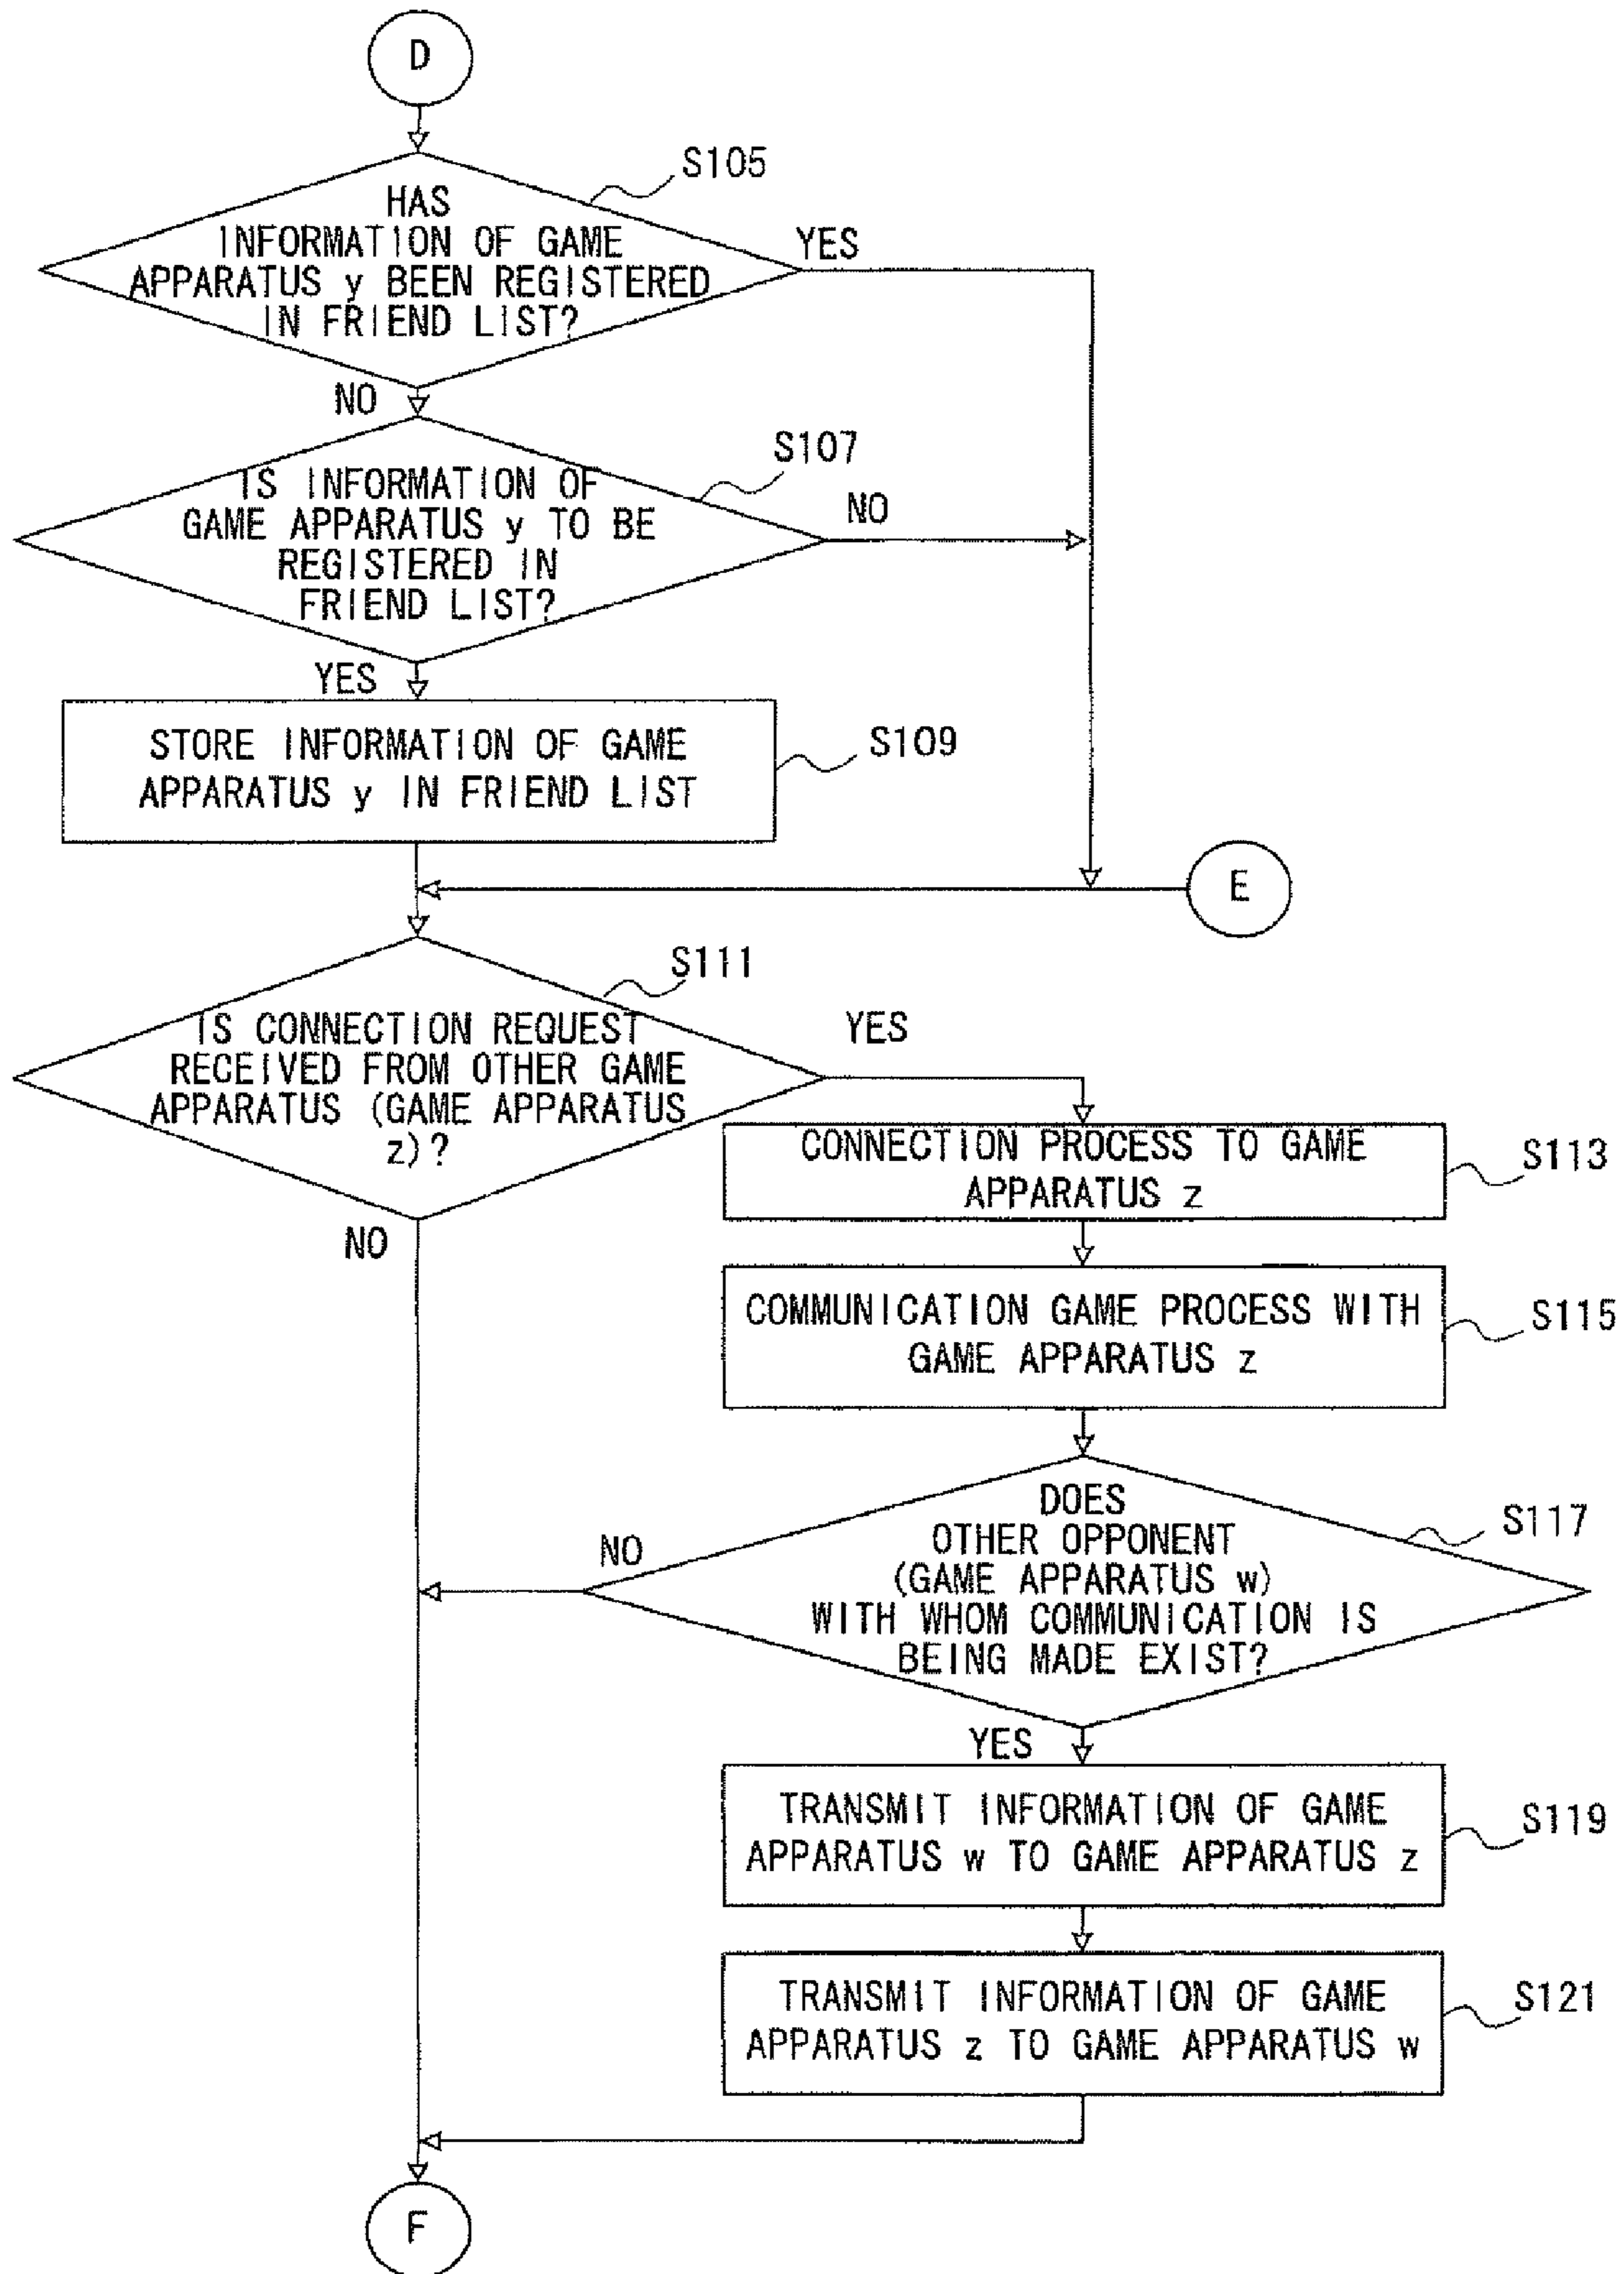 D
S105
HAS
INFORMATION OF GAME
APPARATUS y BEEN REGISTERED
IN FRIEND LIST?
YES
NO
S107
IS INFORMATION OF
GAME APPARATUS y TO BE
REGISTERED IN
FRIEND LIST?
NO
YES
STORE INFORMATION OF GAME
APPARATUS y IN FRIEND LIST
S109
E
S111
IS CONNECTION REQUEST
RECEIVED FROM OTHER GAME
APPARATUS (GAME APPARATUS
z)?
YES
NO
CONNECTION PROCESS TO GAME
APPARATUS z
S113
COMMUNICATION GAME PROCESS WITH
GAME APPARATUS z
S115
DOES
OTHER OPPONENT
(GAME APPARATUS w)
WITH WHOM COMMUNICATION IS
BEING MADE EXIST?
S117
NO
YES
TRANSMIT INFORMATION OF GAME
APPARATUS w TO GAME APPARATUS z
S119
TRANSMIT INFORMATION OF GAME
APPARATUS z TO GAME APPARATUS w
S121
F